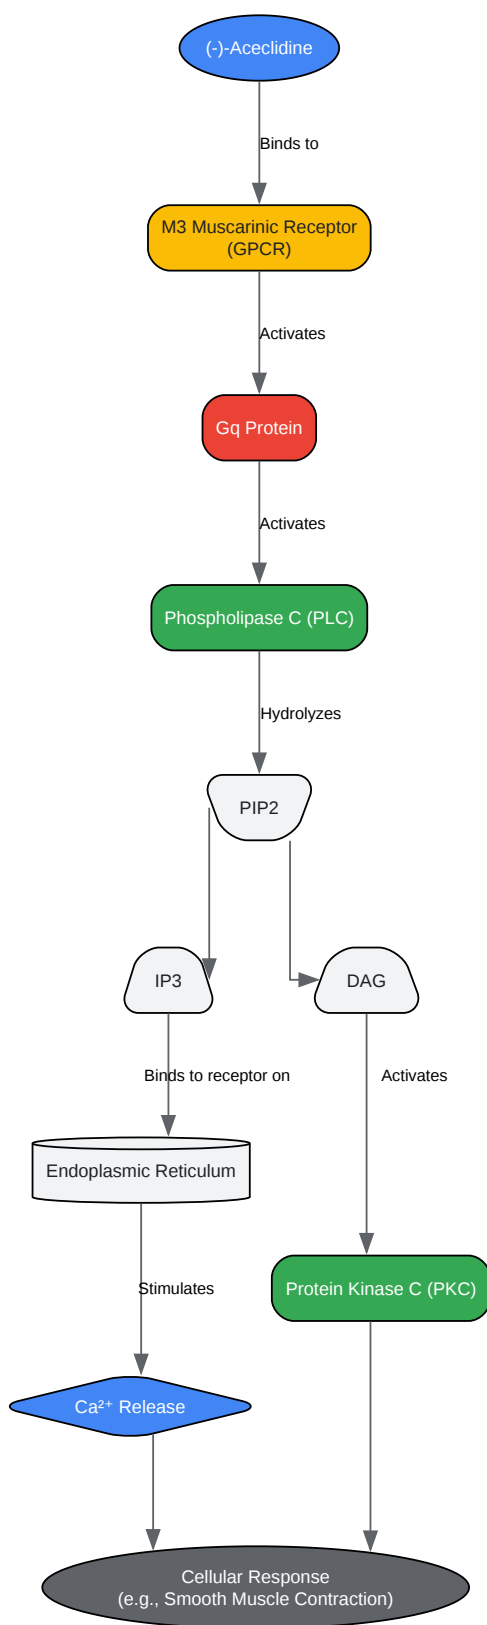 (-)-Aceclidine
Binds to
M3 Muscarinic Receptor
(GPCR)
Activates
Gq Protein
Activates
Phospholipase C (PLC)
Hydrolyzes
PIP2
IP3
DAG
Binds to receptor on
Activates
Endoplasmic Reticulum
Stimulates
Protein Kinase C (PKC)
Ca²⁺ Release
Cellular Response
(e.g., Smooth Muscle Contraction)